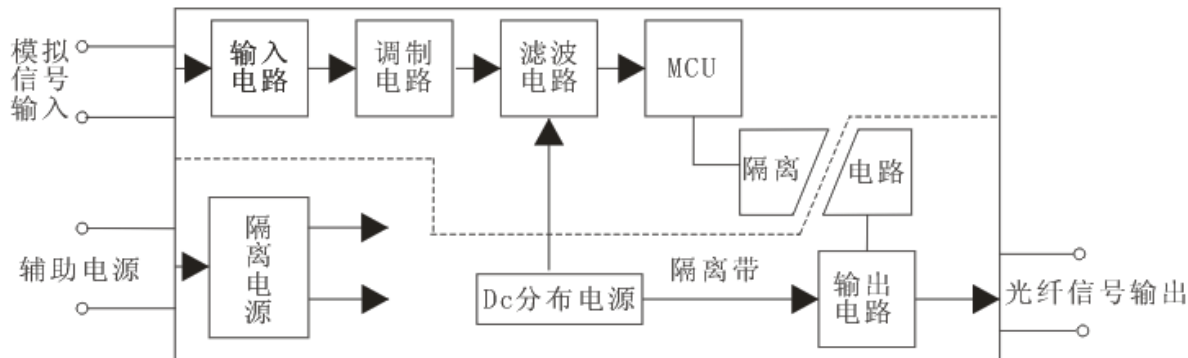 模拟
信号
输入
输入
电路
调制
电路
滤波
电路
MCU
隔离
电路
辅助电源
隔
离
电
源
Dc分布电源
隔离带
输出
电路
光纤信号输出